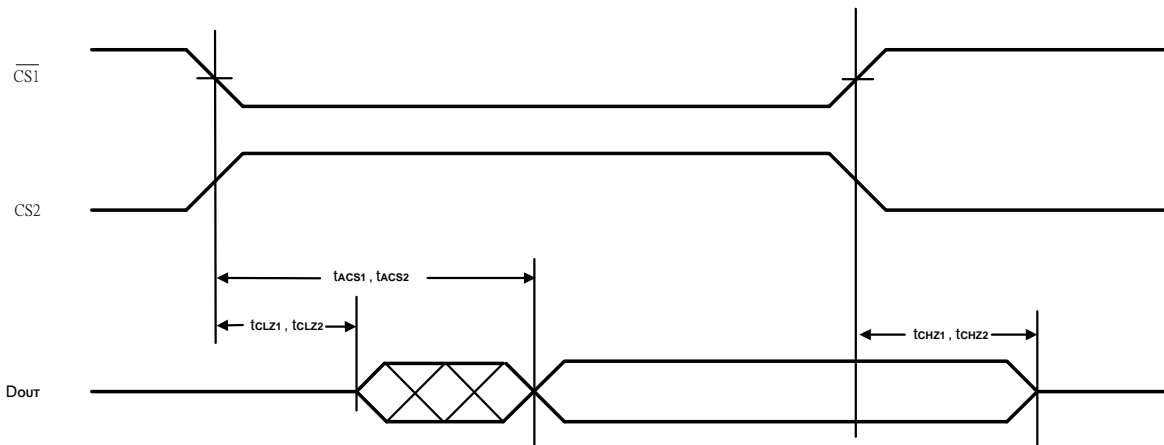 CS1
CS2
tACS1 , tACS2
tCLZ1 , tCLZ2
tCHZ1 , tCHZ2
DOUT